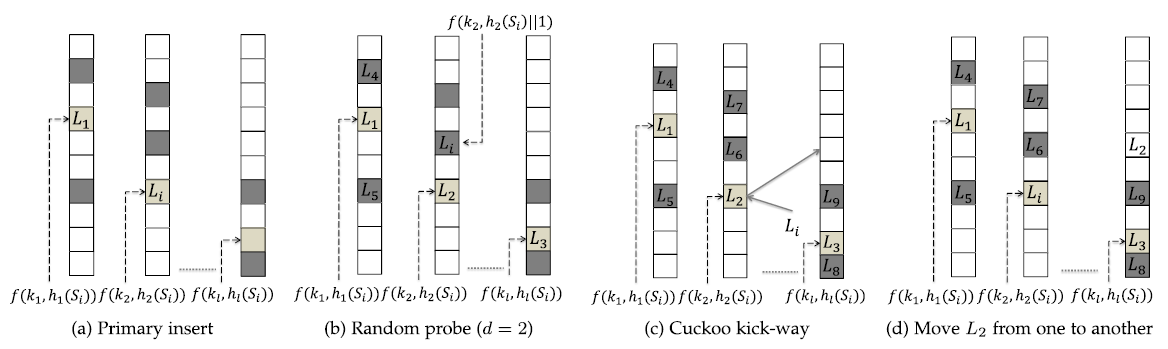 f(k₂,h₂(Sᵢ)||1)
L₁
Lᵢ
f(k₁,h₁(Sᵢ)) f(k₂,h₂(Sᵢ)) f(kₗ,hₗ(Sᵢ))
(a) Primary insert
L₄
L₁
Lᵢ
L₅ L₂
L₃
f(k₁,h₁(Sᵢ)) f(k₂,h₂(Sᵢ)) f(kₗ,hₗ(Sᵢ))
(b) Random probe (d = 2)
L₄
L₇
L₁
L₆
L₅ L₂ L₉
Lᵢ
L₃
L₈
f(k₁,h₁(Sᵢ)) f(k₂,h₂(Sᵢ)) f(kₗ,hₗ(Sᵢ))
(c) Cuckoo kick-way
L₄
L₇
L₁
L₆ L₂
L₅ Lᵢ L₉
L₃
L₈
f(k₁,h₁(Sᵢ)) f(k₂,h₂(Sᵢ)) f(kₗ,hₗ(Sᵢ))
(d) Move L₂ from one to another